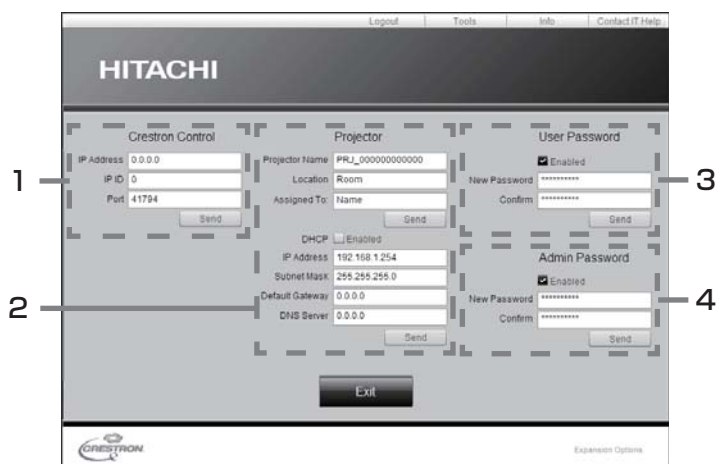 Logout Tools Info Contact IT Help
HITACHI
1
Crestron Control
IP Address 0.0.0.0
IP ID 0
Port 41794
Send
2
Projector
Projector Name PRJ_000000000000
Location Room
Assigned To: Name
Send
DHCP Enabled
IP Address 192.168.1.254
Subnet Mask 255.255.255.0
Default Gateway 0.0.0.0
DNS Server 0.0.0.0
Send
3
User Password
Enabled
New Password **********
Confirm **********
Send
4
Admin Password
Enabled
New Password **********
Confirm **********
Send
Exit
CRESTRON
Expansion Options